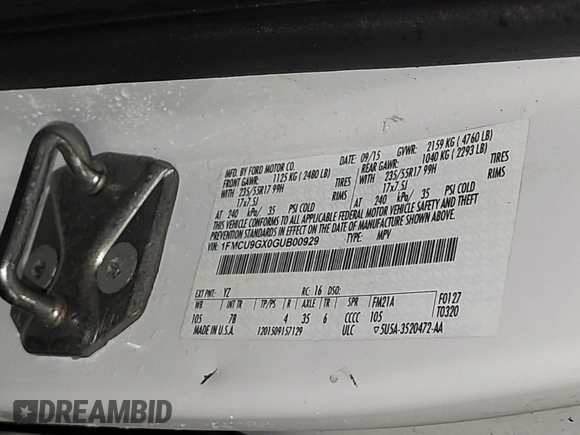 MFD. BY FORD MOTOR CO.
DATE: 09/15 GVWR: 2159 KG ( 4760 LB)
FRONT GAWR: 1125 KG ( 2480 LB) REAR GAWR: 1040 KG ( 2293 LB)
WITH 235/55R17 99H TIRES WITH 235/55R17 99H TIRES
17x7.5J RIMS 17x7.5J RIMS
AT 240 kPa/ 35 PSI COLD AT 240 kPa/ 35 PSI COLD
THIS VEHICLE CONFORMS TO ALL APPLICABLE FEDERAL MOTOR VEHICLE SAFETY AND THEFT
PREVENTION STANDARDS IN EFFECT ON THE DATE OF MANUFACTURE SHOWN ABOVE.
VIN: 1FMCU9GX0GUB00929 TYPE: MPV
EXT PNT: YZ RC: 16 DSO: F0127
WB INT TR TP/PS R AXLE TR SPR FM21A T0320
105 7B 4 35 6 CCCC 105
MADE IN U.S.A. 1201509157129 ULC 5U5A-3520472-AA
DREAMBID